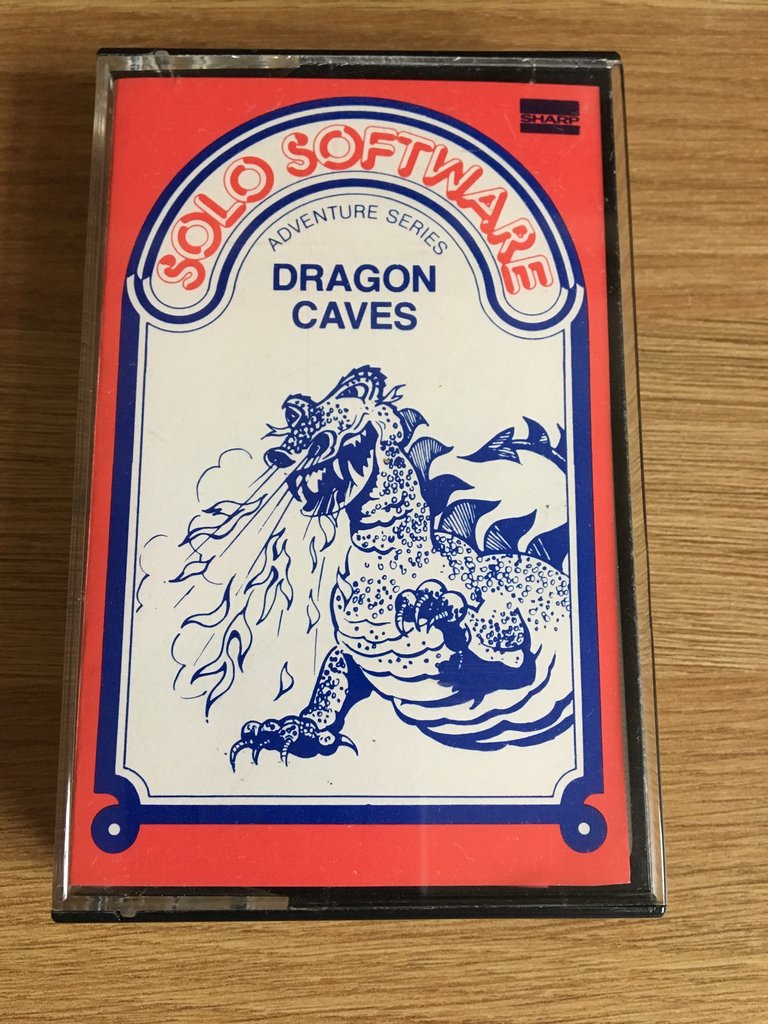 SHARP
SOLO SOFTWARE
ADVENTURE SERIES
DRAGON
CAVES